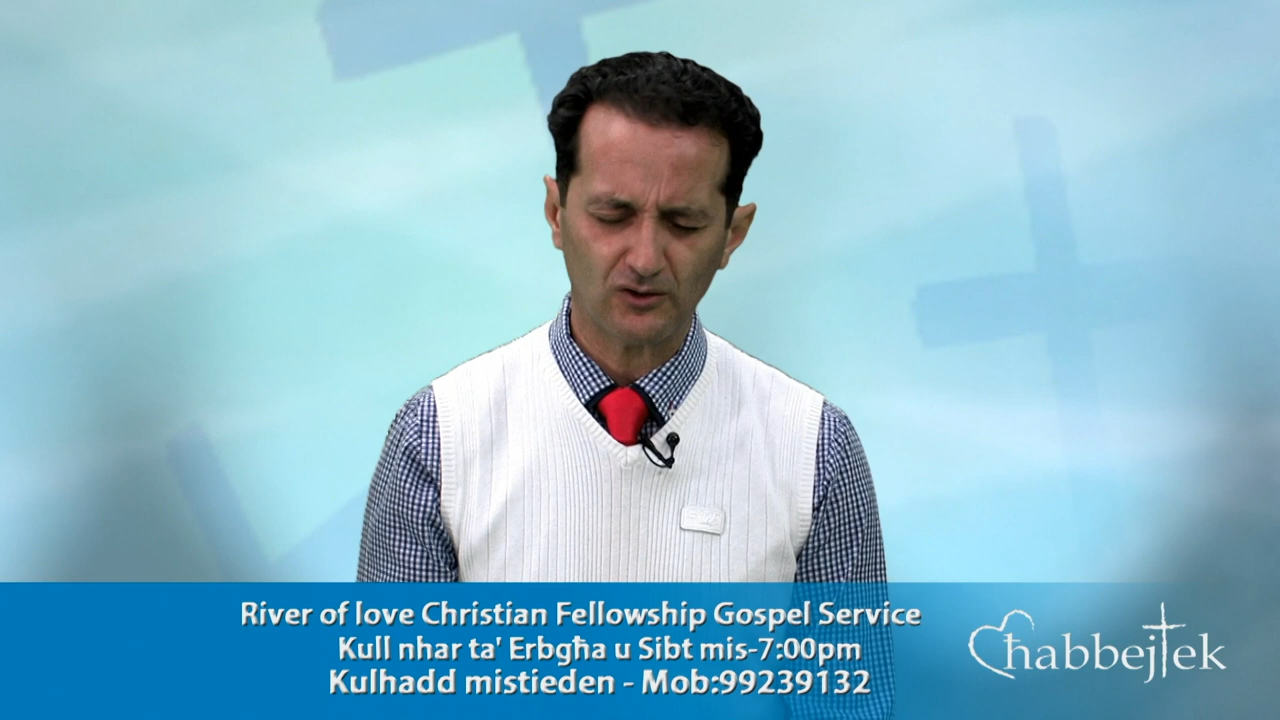 River of love Christian Fellowship Gospel Service
Kull nhar ta' Erbgħa u Sibt mis-7:00pm
Kulhadd mistieden - Mob:99239132
Ħabbejtek